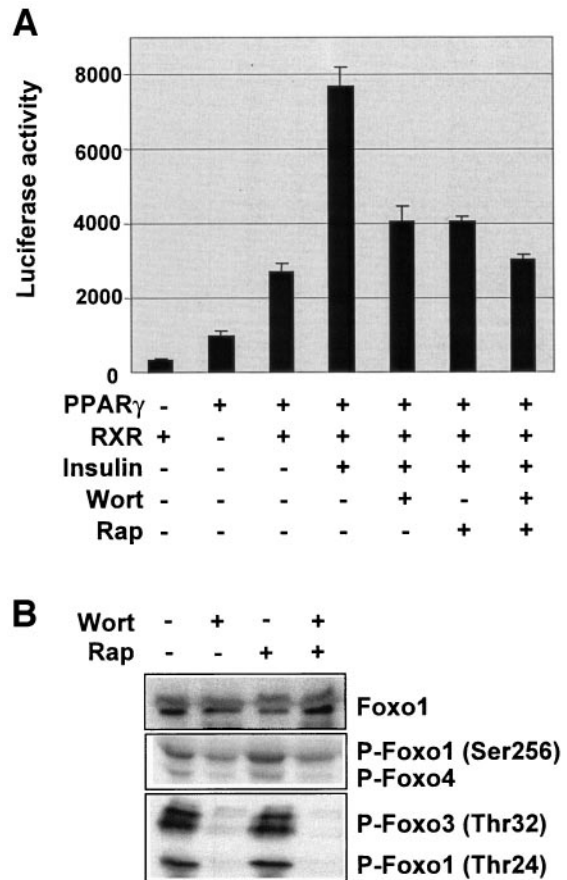 A
Luciferase activity
8000
6000
4000
2000
0
PPARγ - + + + + + +
RXR + - + + + + +
Insulin - - - + + + +
Wort - - - - + - +
Rap - - - - - + +
B
Wort - + - +
Rap - - + +
Foxo1
P-Foxo1 (Ser256)
P-Foxo4
P-Foxo3 (Thr32)
P-Foxo1 (Thr24)